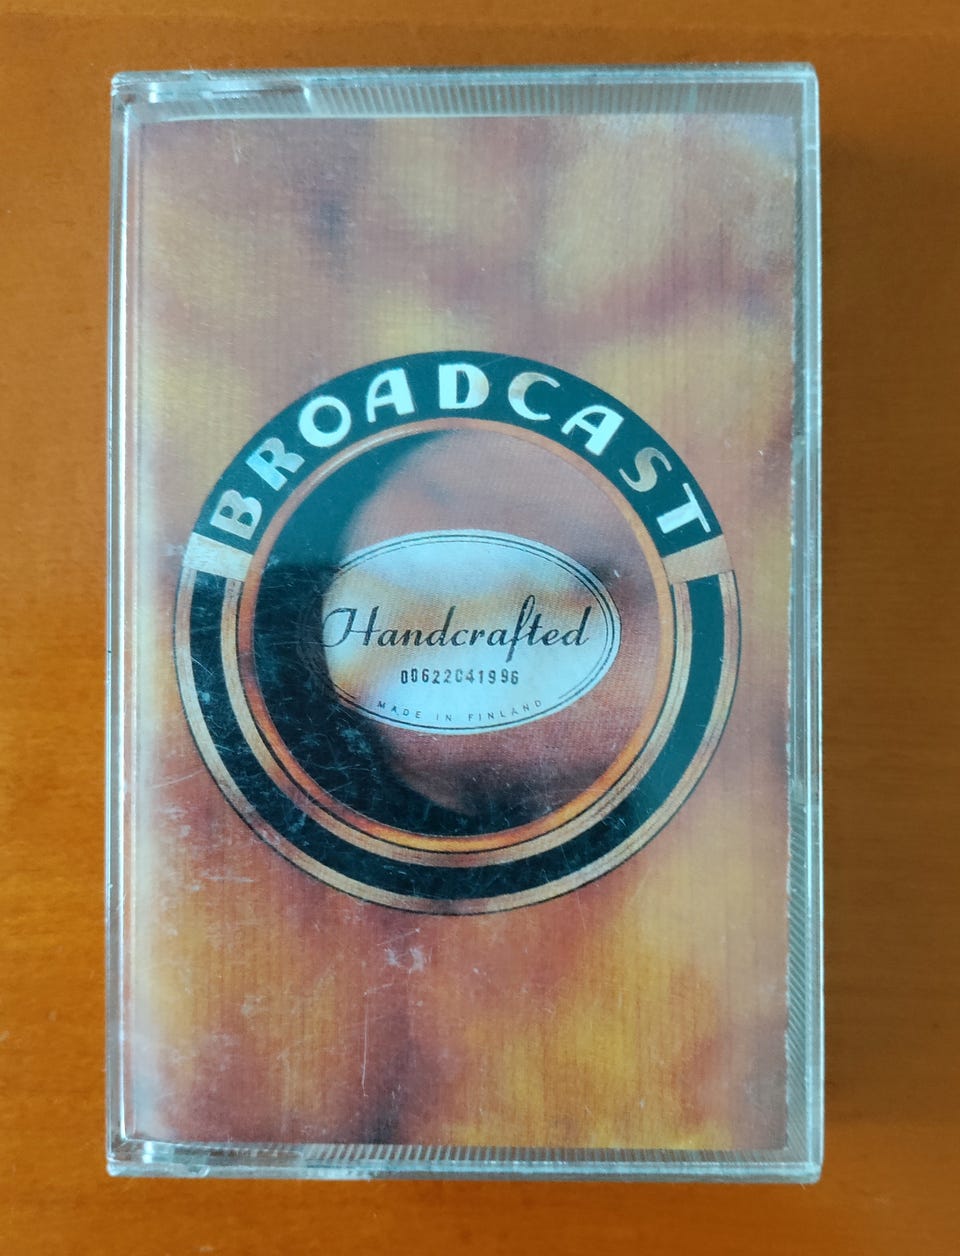 BROADCAST
Handcrafted
00622041996
MADE IN FINLAND